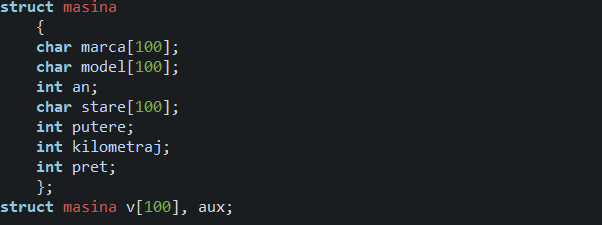 struct masina
{
char marca[100];
char model[100];
int an;
char stare[100];
int putere;
int kilometraj;
int pret;
};
struct masina v[100], aux;